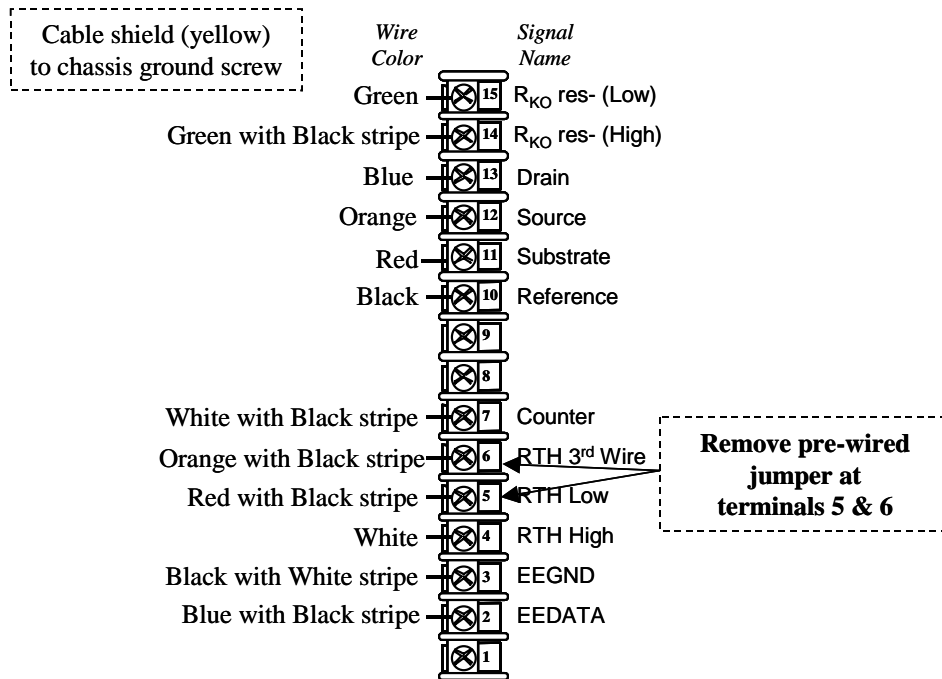 Cable shield (yellow)
to chassis ground screw
Wire
Color
Signal
Name
Green 15 RKO res- (Low)
Green with Black stripe 14 RKO res- (High)
Blue 13 Drain
Orange 12 Source
Red 11 Substrate
Black 10 Reference
9
8
White with Black stripe 7 Counter
Orange with Black stripe 6 RTH 3rd Wire
Red with Black stripe 5 RTH Low
White 4 RTH High
Black with White stripe 3 EEGND
Blue with Black stripe 2 EEDATA
1
Remove pre-wired
jumper at
terminals 5 & 6